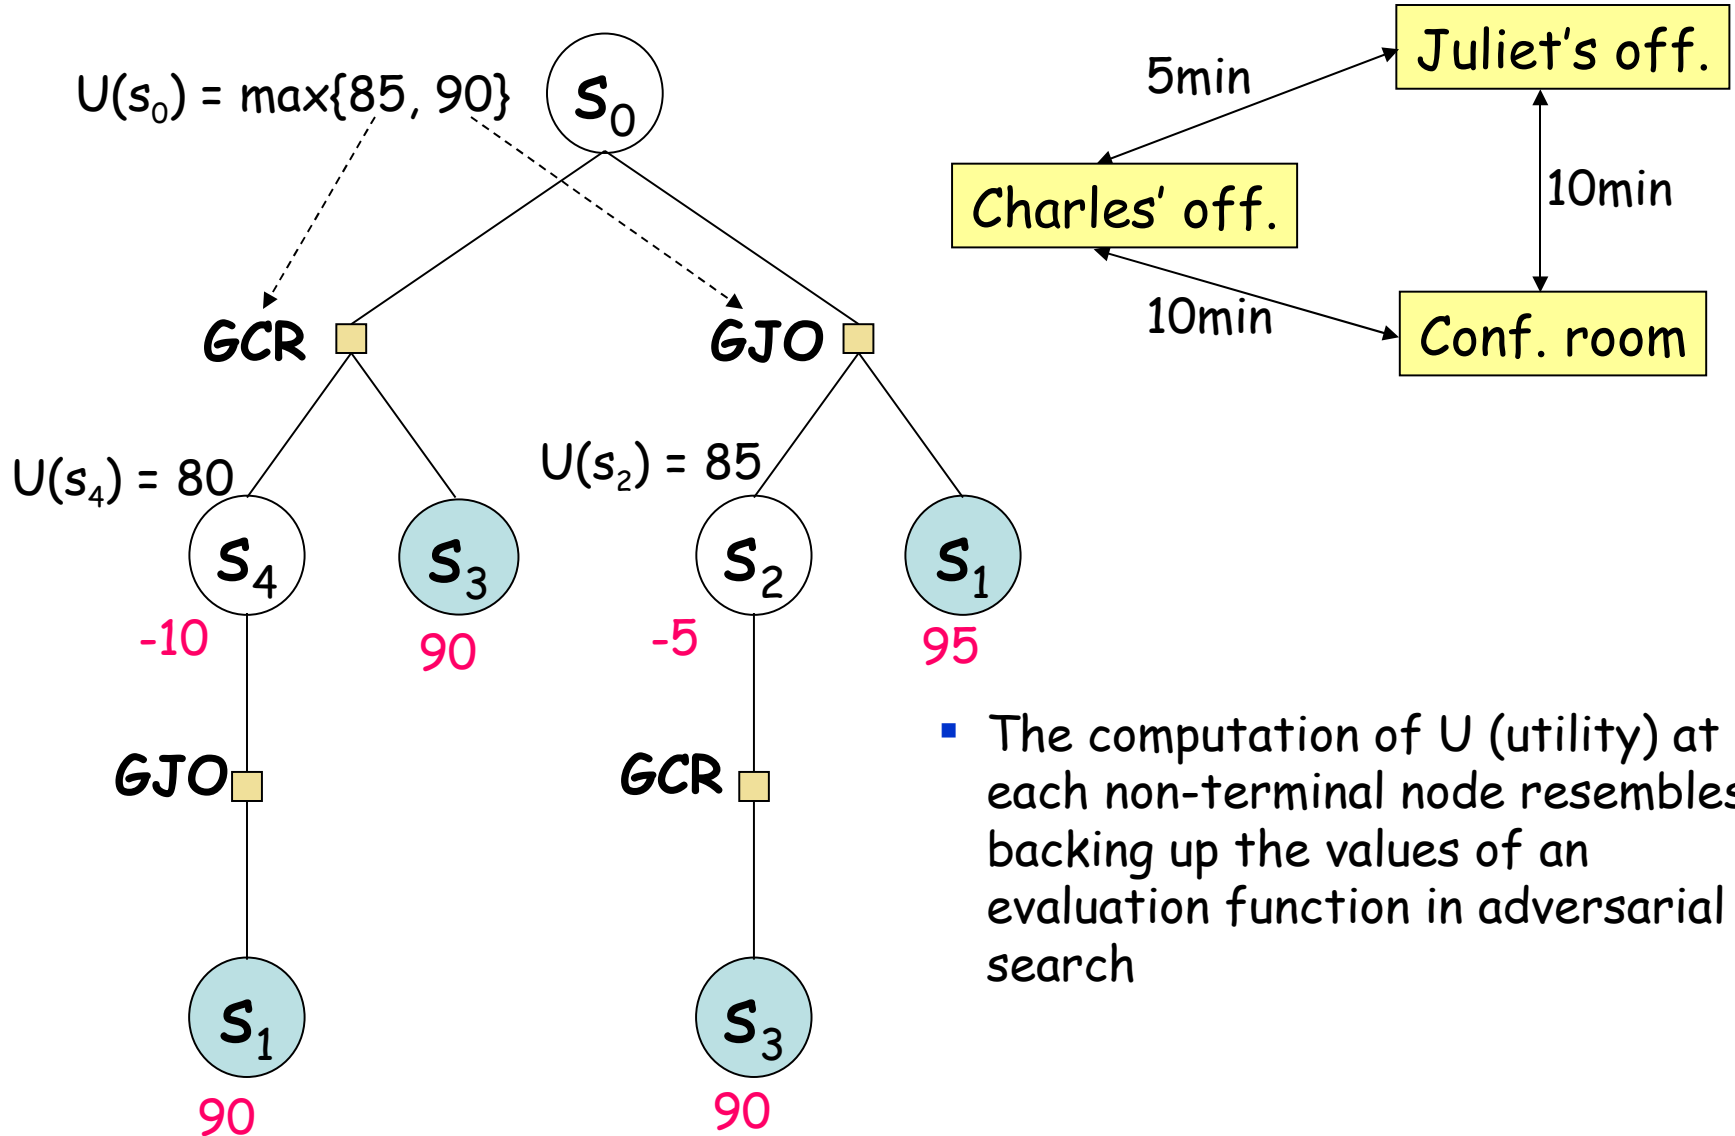 U(s0) = max{85, 90}
s0
Juliet's off.
5min
Charles' off.
10min
10min
Conf. room
GCR
GJO
U(s4) = 80
U(s2) = 85
s4
s3
s2
s1
-10
90
-5
95
GJO
GCR
▪ The computation of U (utility) at
each non-terminal node resembles
backing up the values of an
evaluation function in adversarial
search
s1
s3
90
90